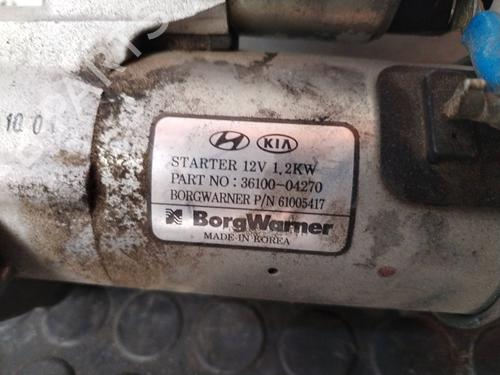 KIA
STARTER 12V 1,2KW
PART NO : 36100-04270
BORGWARNER P/N 61005417
BorgWarner
MADE IN KOREA